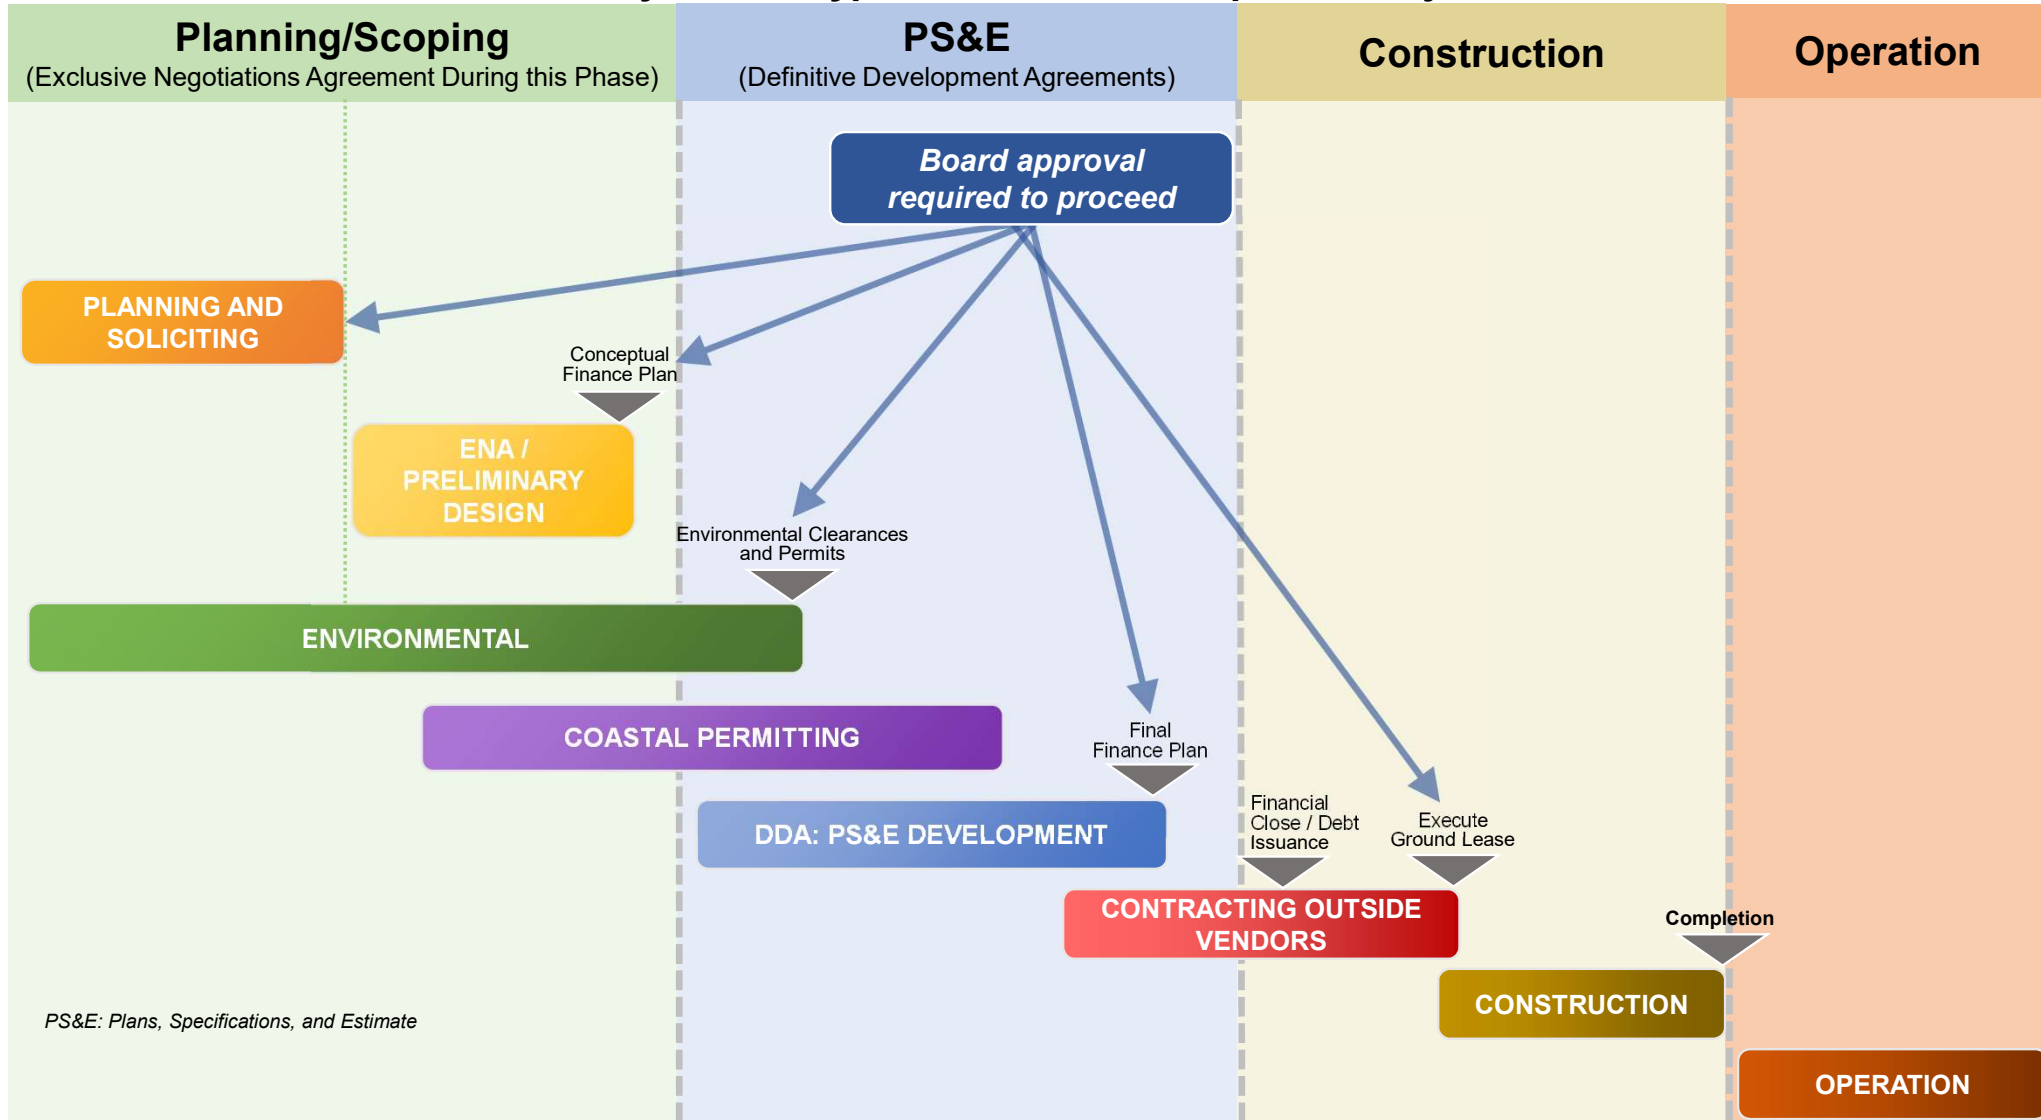 Planning/Scoping
(Exclusive Negotiations Agreement During this Phase)
PS&E
(Definitive Development Agreements)
Construction
Operation
Board approval
required to proceed
PLANNING AND
SOLICITING
Conceptual
Finance Plan
ENA /
PRELIMINARY
DESIGN
Environmental Clearances
and Permits
ENVIRONMENTAL
COASTAL PERMITTING
Final
Finance Plan
DDA: PS&E DEVELOPMENT
Financial
Close / Debt
Issuance
Execute
Ground Lease
CONTRACTING OUTSIDE
VENDORS
Completion
CONSTRUCTION
PS&E: Plans, Specifications, and Estimate
OPERATION